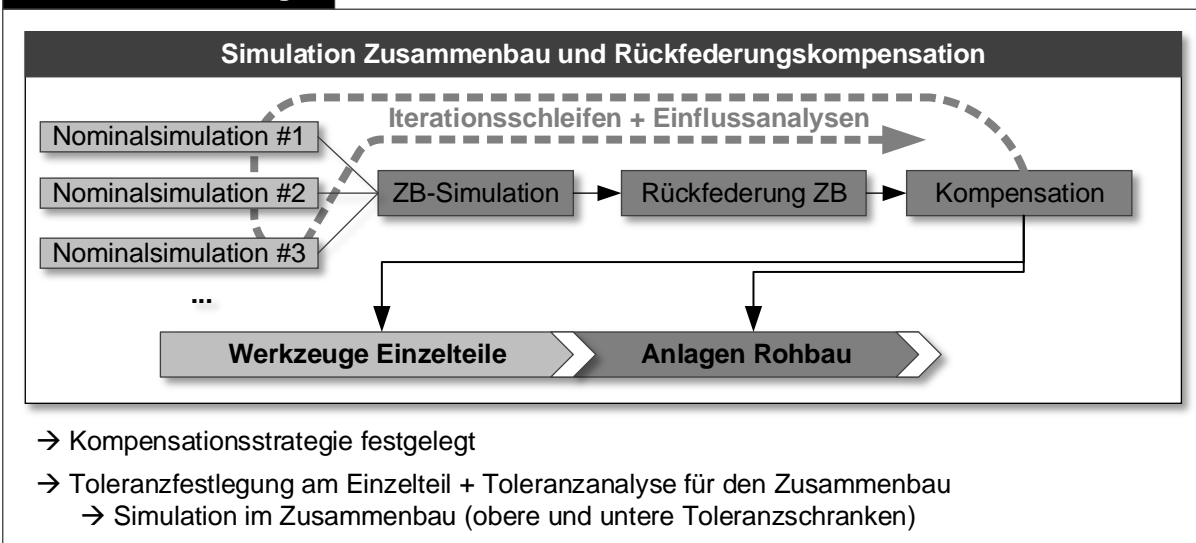 Simulation Zusammenbau und Rückfederungskompensation
Iterationsschleifen + Einflussanalysen
Nominalsimulation #1
Nominalsimulation #2
ZB-Simulation
Rückfederung ZB
Kompensation
Nominalsimulation #3
...
Werkzeuge Einzelteile
Anlagen Rohbau
→ Kompensationsstrategie festgelegt
→ Toleranzfestlegung am Einzelteil + Toleranzanalyse für den Zusammenbau
→ Simulation im Zusammenbau (obere und untere Toleranzschranken)